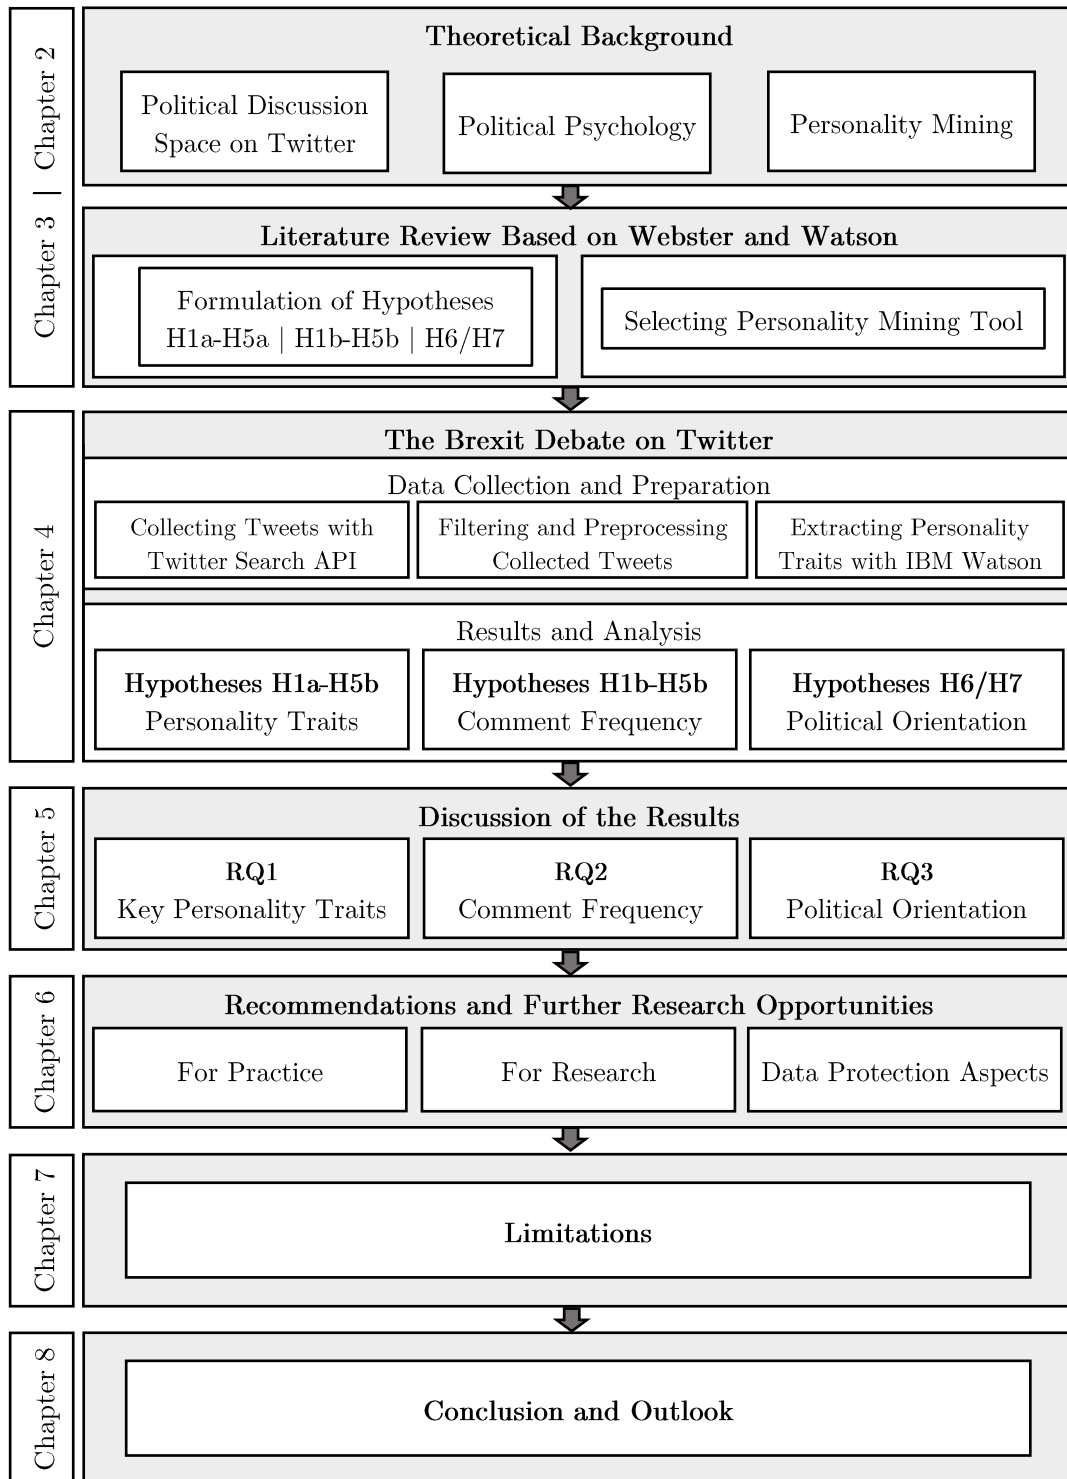 Chapter 3 | Chapter 2
Theoretical Background
Political Discussion
Space on Twitter
Political Psychology
Personality Mining
Literature Review Based on Webster and Watson
Formulation of Hypotheses
H1a-H5a | H1b-H5b | H6/H7
Selecting Personality Mining Tool
Chapter 4
The Brexit Debate on Twitter
Data Collection and Preparation
Collecting Tweets with
Twitter Search API
Filtering and Preprocessing
Collected Tweets
Extracting Personality
Traits with IBM Watson
Results and Analysis
Hypotheses H1a-H5b
Personality Traits
Hypotheses H1b-H5b
Comment Frequency
Hypotheses H6/H7
Political Orientation
Chapter 5
Discussion of the Results
RQ1
Key Personality Traits
RQ2
Comment Frequency
RQ3
Political Orientation
Chapter 6
Recommendations and Further Research Opportunities
For Practice
For Research
Data Protection Aspects
Chapter 7
Limitations
Chapter 8
Conclusion and Outlook